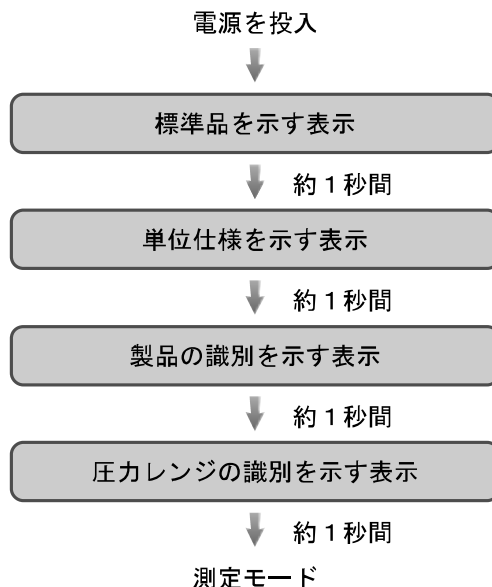 電源を投入
標準品を示す表示
約1秒間
単位仕様を示す表示
約1秒間
製品の識別を示す表示
約1秒間
圧力レンジの識別を示す表示
約1秒間
測定モード